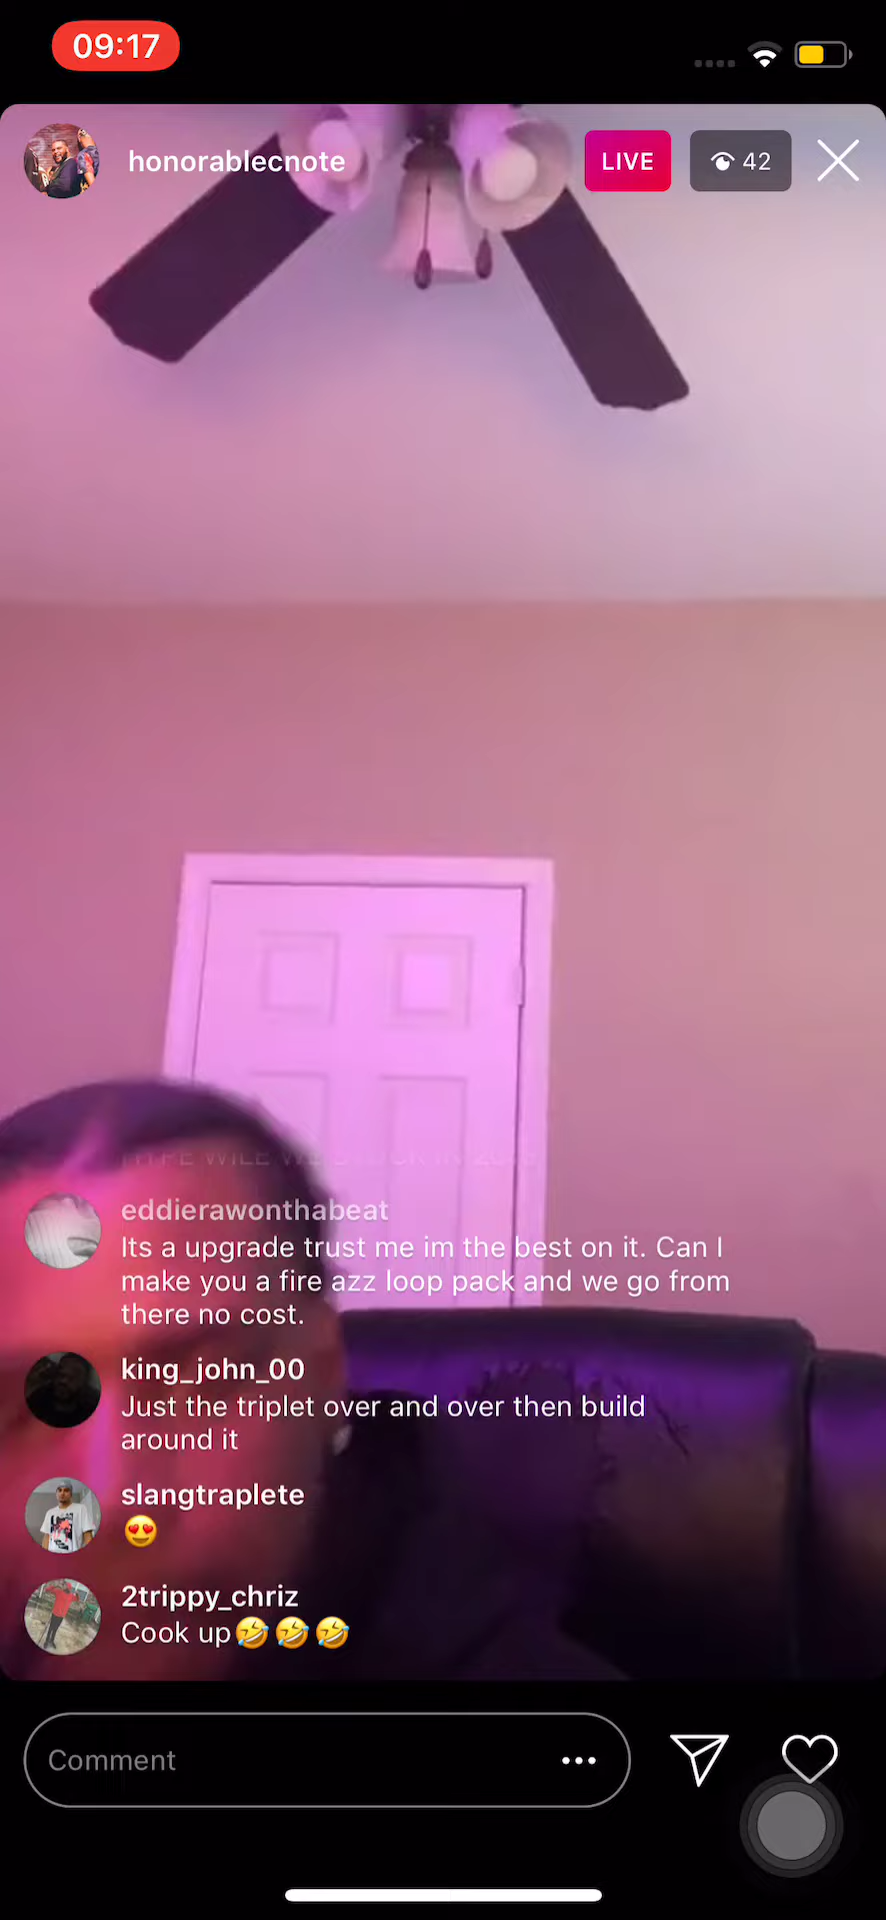 09:17
honorablecnote
LIVE
42
eddierawonthabeat
Its a upgrade trust me im the best on it. Can I
make you a fire azz loop pack and we go from
there no cost.
king_john_00
Just the triplet over and over then build
around it
slangtraplete
😍
2trippy_chriz
Cook up🤣🤣🤣
Comment